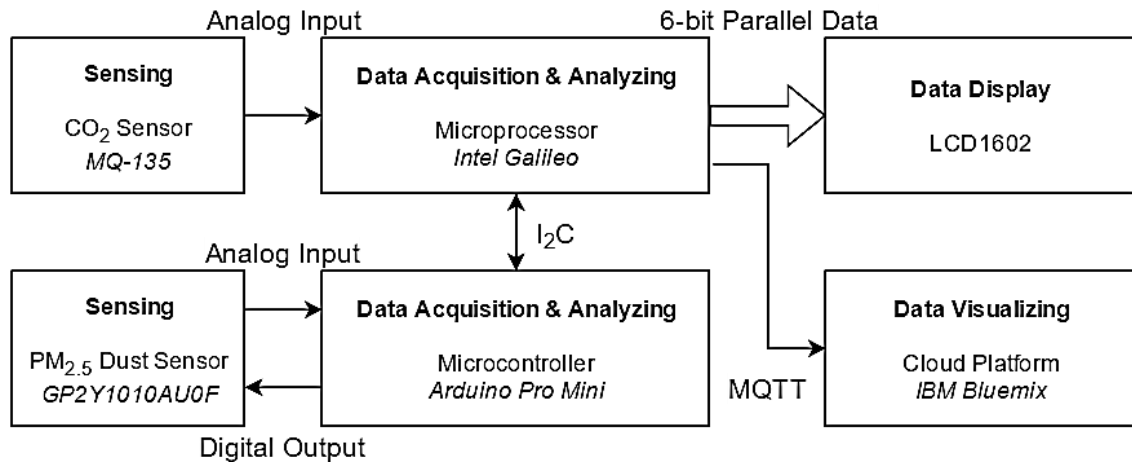 Analog Input
6-bit Parallel Data
Sensing
CO₂ Sensor
MQ-135
Data Acquisition & Analyzing
Microprocessor
Intel Galileo
Data Display
LCD1602
I₂C
Analog Input
Sensing
PM₂.₅ Dust Sensor
GP2Y1010AU0F
Data Acquisition & Analyzing
Microcontroller
Arduino Pro Mini
Data Visualizing
Cloud Platform
IBM Bluemix
MQTT
Digital Output